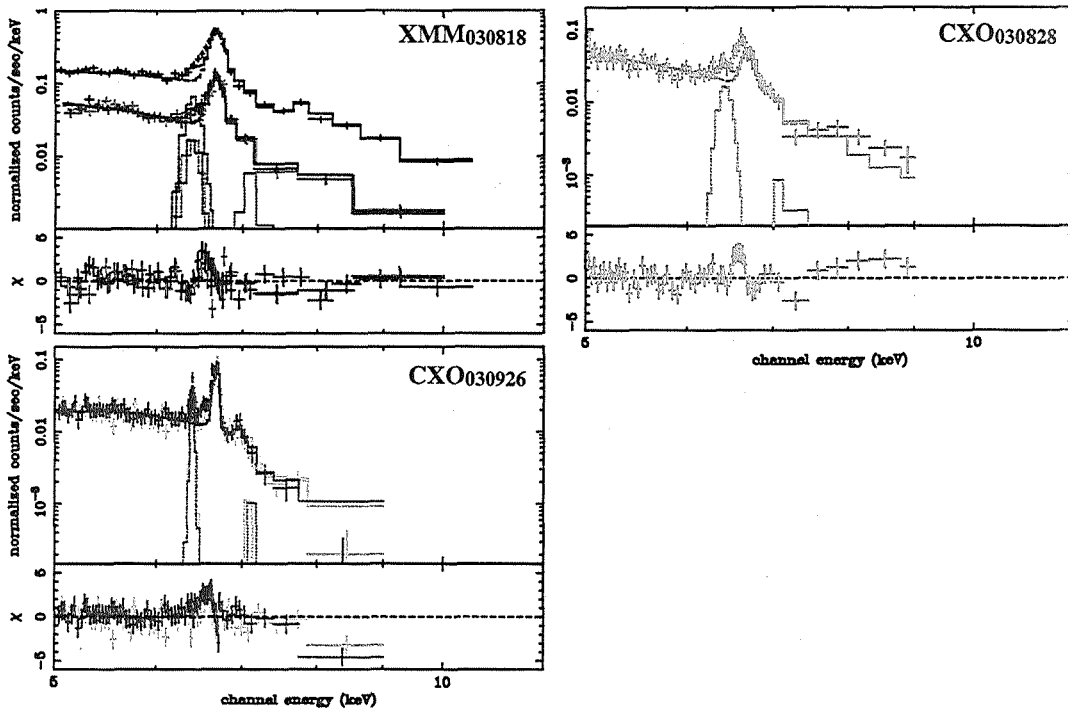 XMM030818
normalized counts/sec/keV
1
0.1
0.01
χ
5
0
-5
CXO030828
0.1
0.01
10⁻³
χ
5
0
-5
5
10
channel energy (keV)
CXO030926
normalized counts/sec/keV
0.1
0.01
10⁻³
χ
5
0
-5
5
10
channel energy (keV)